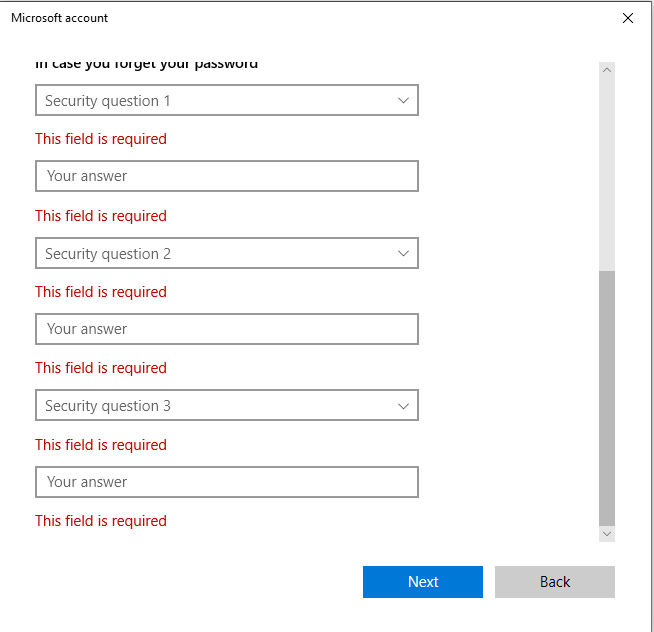 Microsoft account
In case you forget your password
Security question 1
This field is required
Your answer
This field is required
Security question 2
This field is required
Your answer
This field is required
Security question 3
This field is required
Your answer
This field is required
Next Back